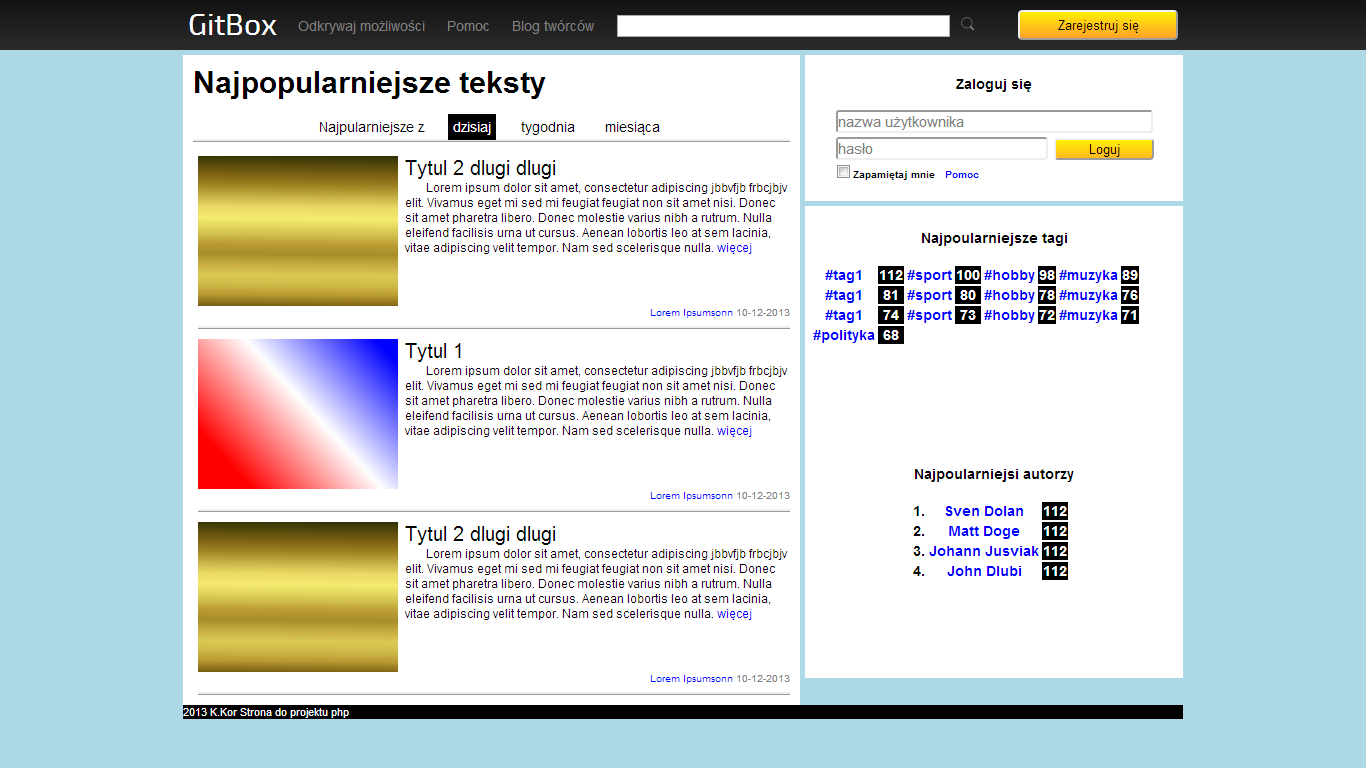 GitBox Odkrywaj możliwości Pomoc Blog twórców Zarejestruj się
Najpopularniejsze teksty
Najpularniejsze z dzisiaj tygodnia miesiąca
Tytul 2 dlugi dlugi
Lorem ipsum dolor sit amet, consectetur adipiscing jbbvfjb frbcjbjv
elit. Vivamus eget mi sed mi feugiat feugiat non sit amet nisi. Donec
sit amet pharetra libero. Donec molestie varius nibh a rutrum. Nulla
eleifend facilisis urna ut cursus. Aenean lobortis leo at sem lacinia,
vitae adipiscing velit tempor. Nam sed scelerisque nulla. więcej
Lorem Ipsumsonn 10-12-2013
Tytul 1
Lorem ipsum dolor sit amet, consectetur adipiscing jbbvfjb frbcjbjv
elit. Vivamus eget mi sed mi feugiat feugiat non sit amet nisi. Donec
sit amet pharetra libero. Donec molestie varius nibh a rutrum. Nulla
eleifend facilisis urna ut cursus. Aenean lobortis leo at sem lacinia,
vitae adipiscing velit tempor. Nam sed scelerisque nulla. więcej
Lorem Ipsumsonn 10-12-2013
Tytul 2 dlugi dlugi
Lorem ipsum dolor sit amet, consectetur adipiscing jbbvfjb frbcjbjv
elit. Vivamus eget mi sed mi feugiat feugiat non sit amet nisi. Donec
sit amet pharetra libero. Donec molestie varius nibh a rutrum. Nulla
eleifend facilisis urna ut cursus. Aenean lobortis leo at sem lacinia,
vitae adipiscing velit tempor. Nam sed scelerisque nulla. więcej
Lorem Ipsumsonn 10-12-2013
Zaloguj się
nazwa użytkownika
hasło Loguj
Zapamiętaj mnie Pomoc
Najpoularniejsze tagi
#tag1 112 #sport 100 #hobby 98 #muzyka 89
#tag1 81 #sport 80 #hobby 78 #muzyka 76
#tag1 74 #sport 73 #hobby 72 #muzyka 71
#polityka 68
Najpoularniejsi autorzy
1. Sven Dolan 112
2. Matt Doge 112
3. Johann Jusviak 112
4. John Dlubi 112
2013 K.Kor Strona do projektu php